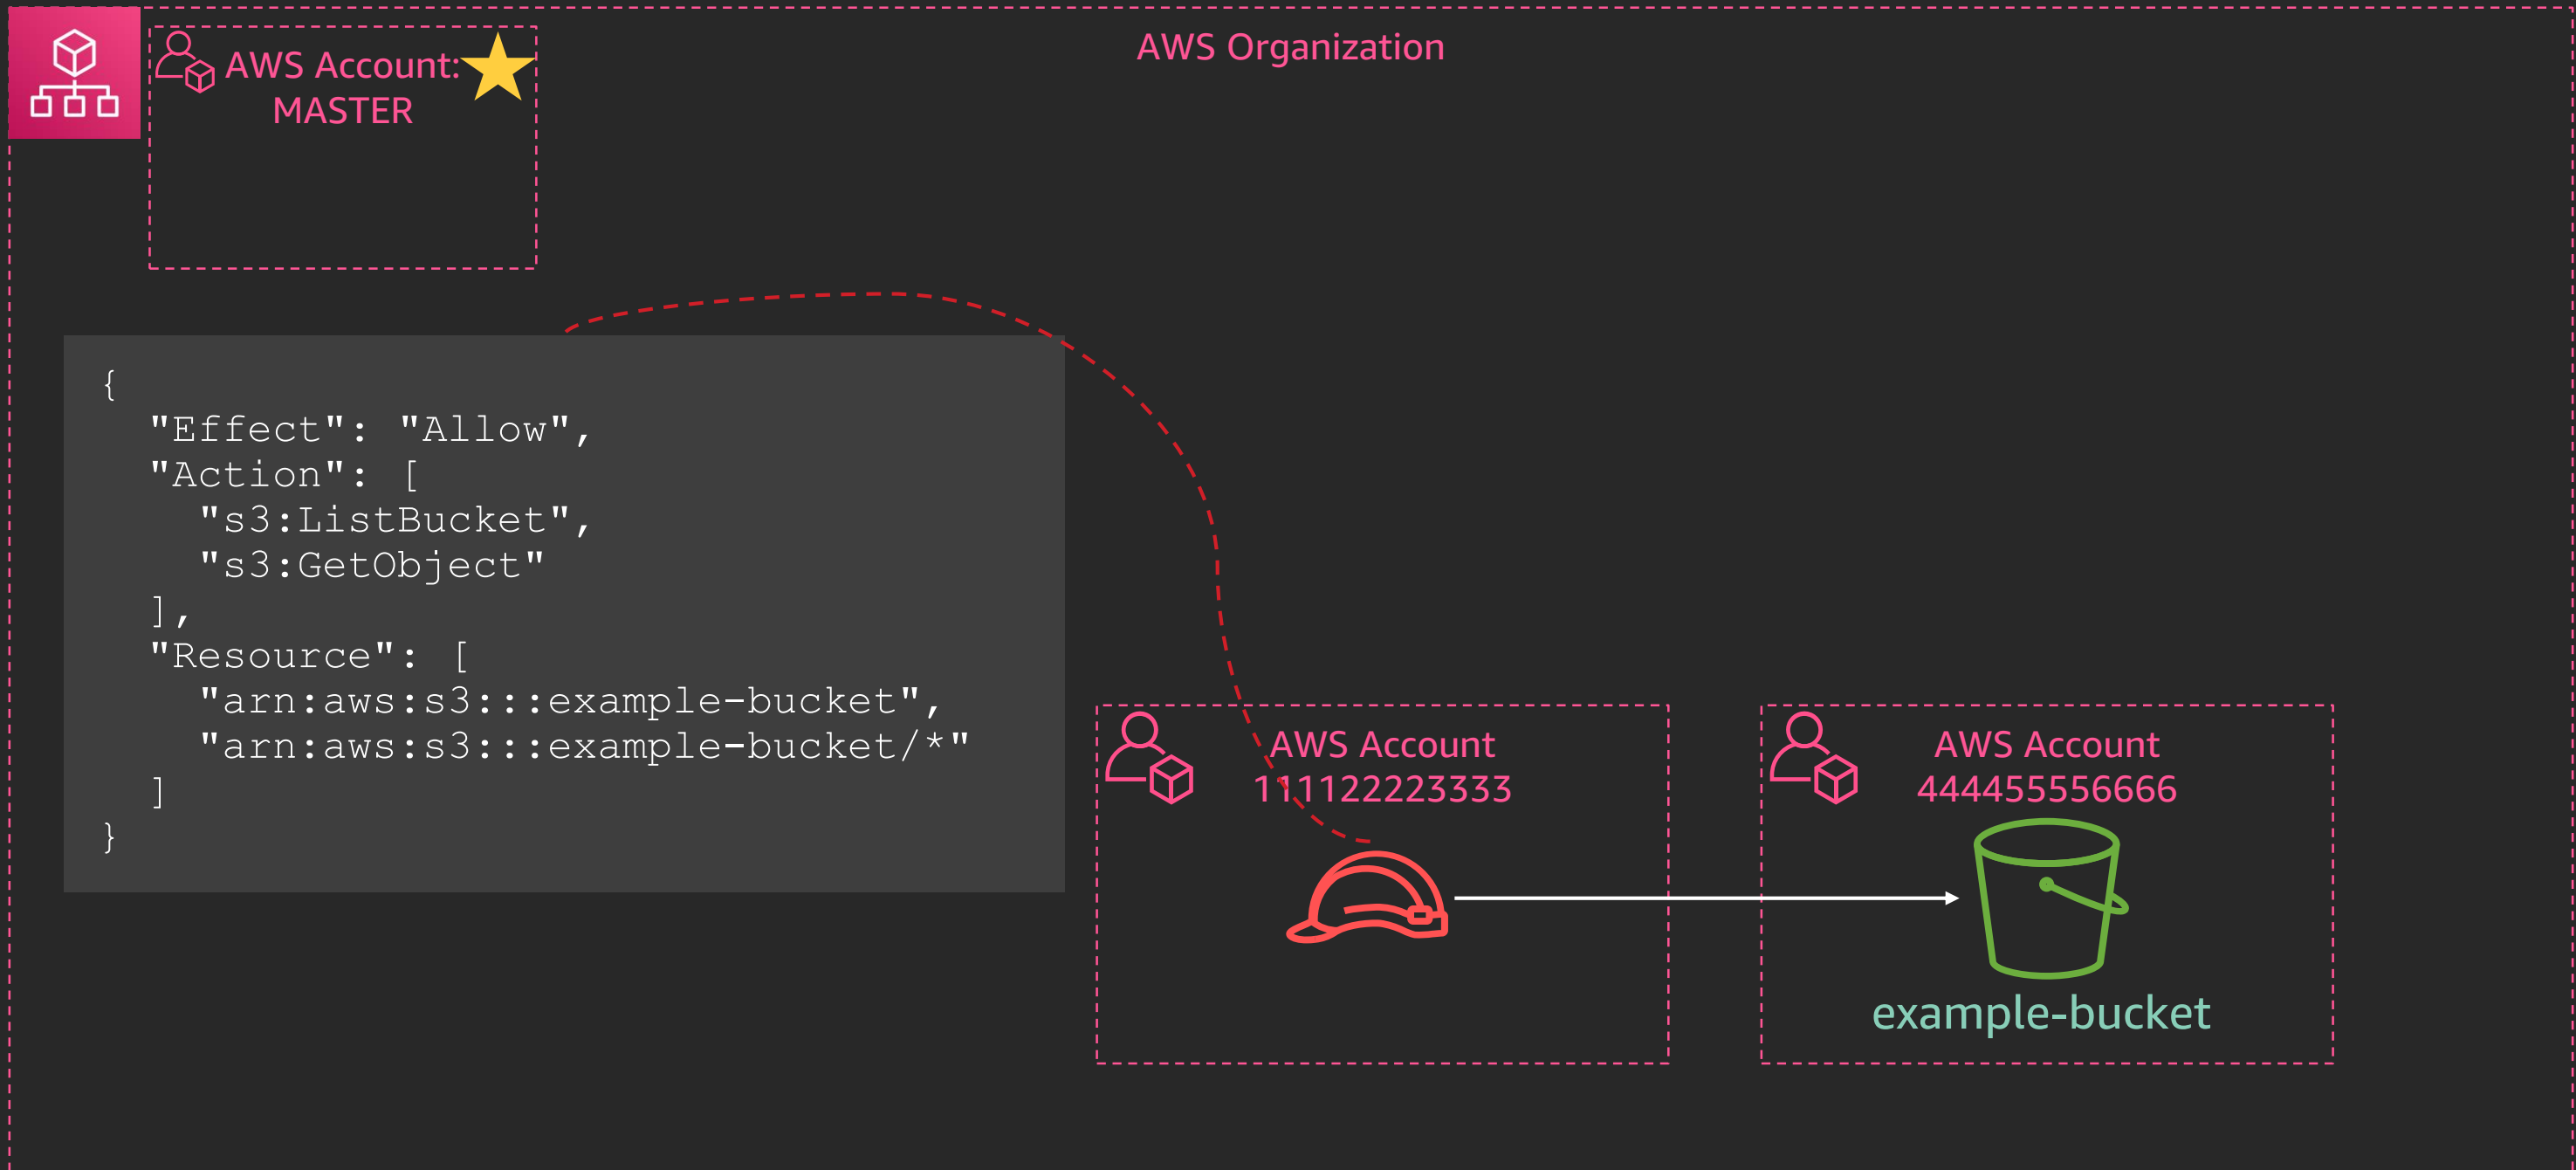 AWS Organization
AWS Account:
MASTER
{
"Effect": "Allow",
"Action": [
"s3:ListBucket",
"s3:GetObject"
],
"Resource": [
"arn:aws:s3:::example-bucket",
"arn:aws:s3:::example-bucket/*"
]
}
AWS Account
111122223333
AWS Account
444455556666
example-bucket